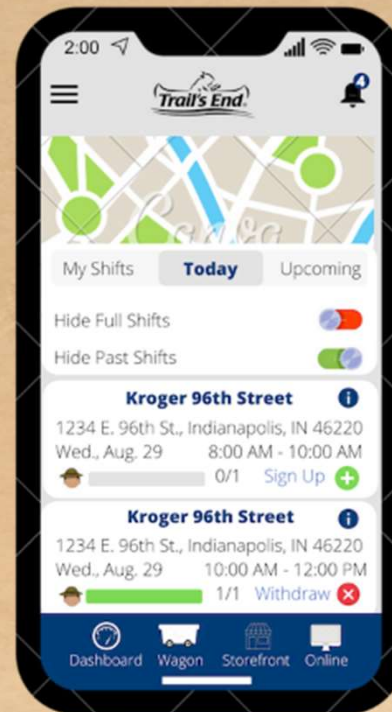 2:00
4
Trail's End
Canva
My Shifts Today Upcoming
Hide Full Shifts
Hide Past Shifts
Kroger 96th Street i
1234 E. 96th St., Indianapolis, IN 46220
Wed., Aug. 29 8:00 AM - 10:00 AM
0/1 Sign Up
Kroger 96th Street i
1234 E. 96th St., Indianapolis, IN 46220
Wed., Aug. 29 10:00 AM - 12:00 PM
1/1 Withdraw
Dashboard Wagon Storefront Online